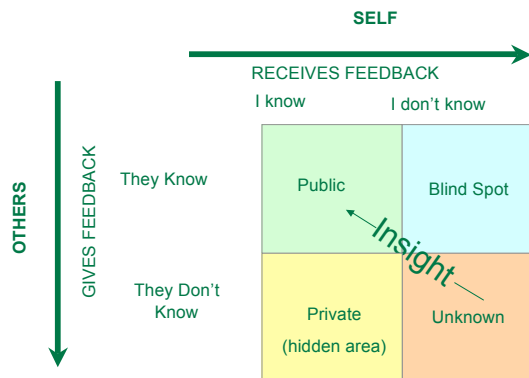 SELF
RECEIVES FEEDBACK
I know
I don’t know
OTHERS
GIVES FEEDBACK
They Know
Public
Blind Spot
Insight
They Don’t
Know
Private
(hidden area)
Unknown